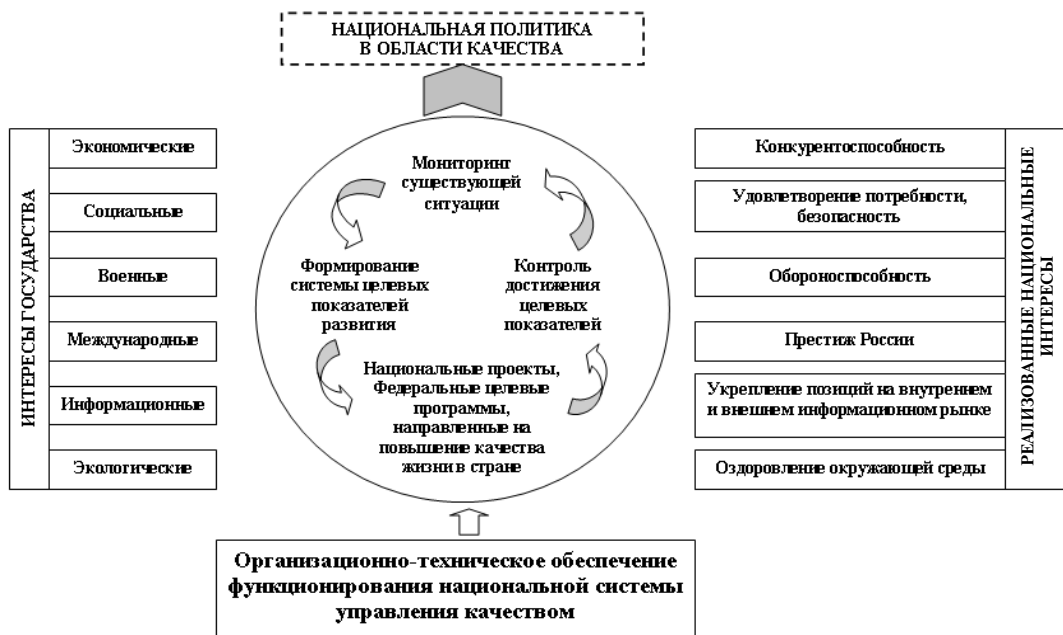 НАЦИОНАЛЬНАЯ ПОЛИТИКА
В ОБЛАСТИ КАЧЕСТВА
ИНТЕРЕСЫ ГОСУДАРСТВА
Экономические
Социальные
Военные
Международные
Информационные
Экологические
Мониторинг
существующей
ситуации
Формирование
системы целевых
показателей
развития
Контроль
достижения
целевых
показателей
Национальные проекты,
Федеральные целевые
программы,
направленные на
повышение качества
жизни в стране
Конкурентоспособность
Удовлетворение потребности,
безопасность
Обороноспособность
Престиж России
Укрепление позиций на внутреннем
и внешнем информационном рынке
Оздоровление окружающей среды
РЕАЛИЗОВАННЫЕ НАЦИОНАЛЬНЫЕ
ИНТЕРЕСЫ
Организационно-техническое обеспечение
функционирования национальной системы
управления качеством